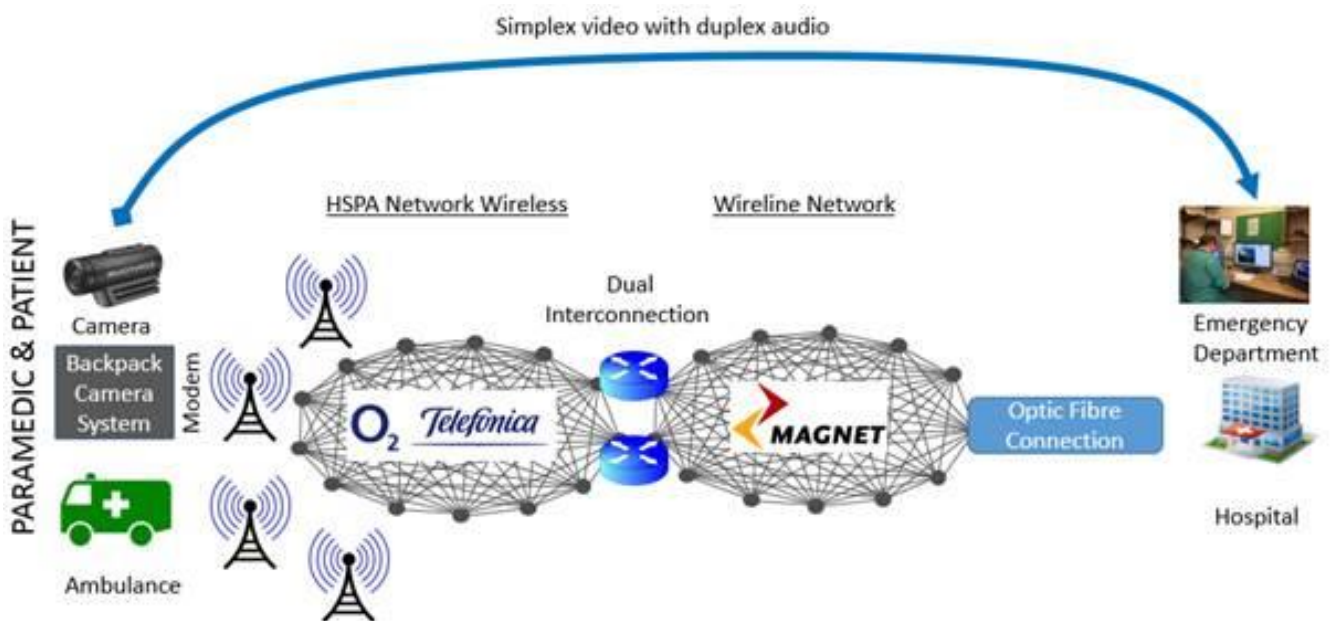 Simplex video with duplex audio
HSPA Network Wireless
Wireline Network
PARAMEDIC & PATIENT
Camera
Backpack
Camera
System
Modem
Ambulance
Dual
Interconnection
O2 Telefónica
MAGNET
Optic Fibre
Connection
Emergency
Department
Hospital